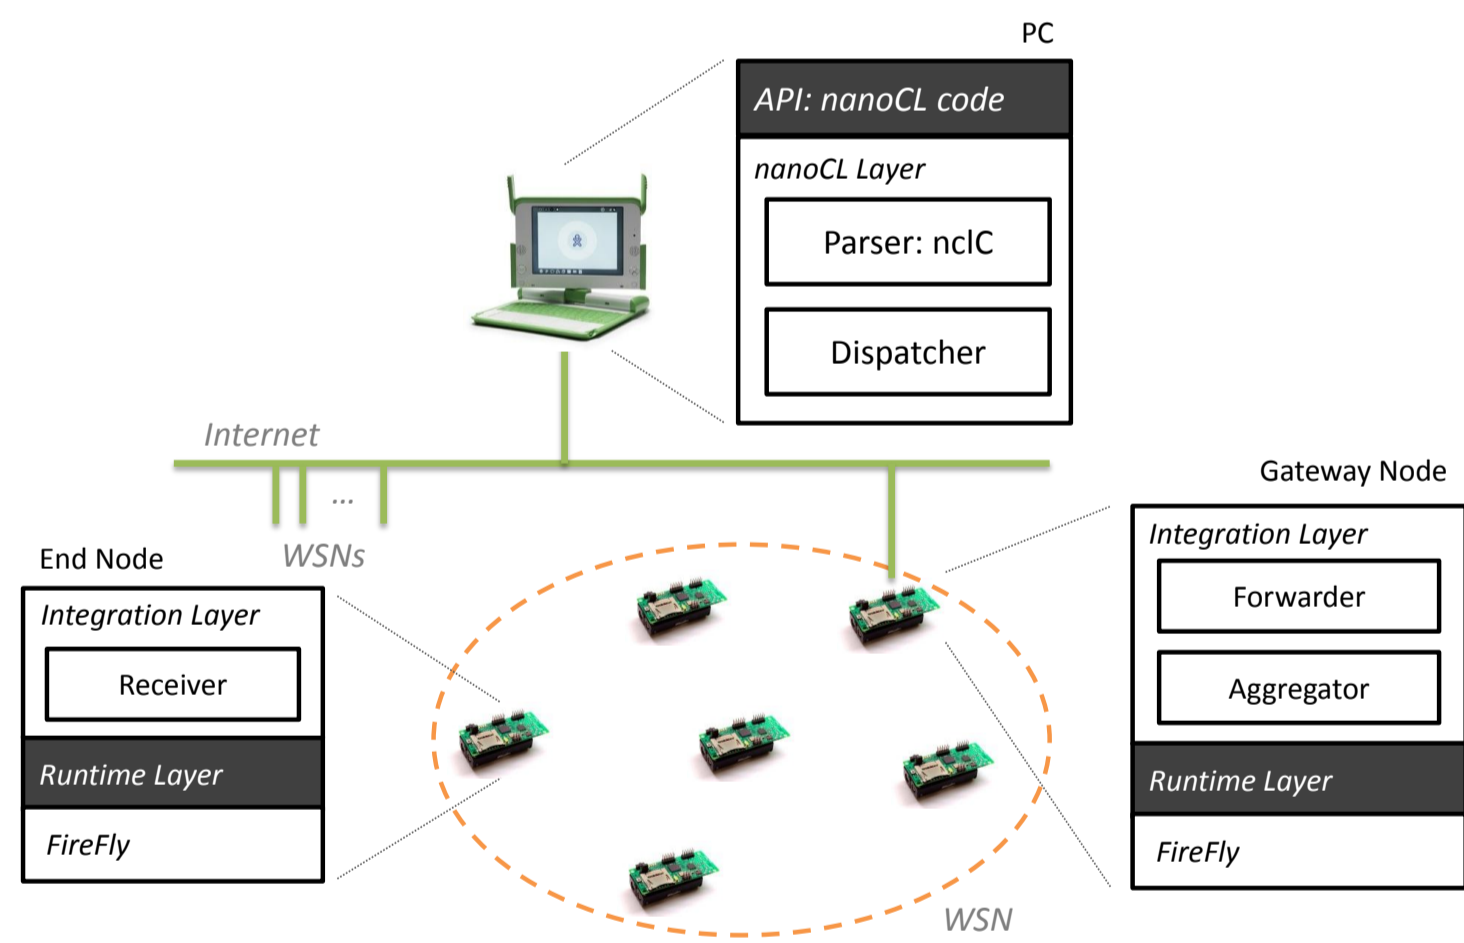 PC
API: nanoCL code
nanoCL Layer
Parser: nclC
Dispatcher
Internet
...
WSNs
Gateway Node
Integration Layer
Forwarder
Aggregator
Runtime Layer
FireFly
End Node
Integration Layer
Receiver
Runtime Layer
FireFly
WSN